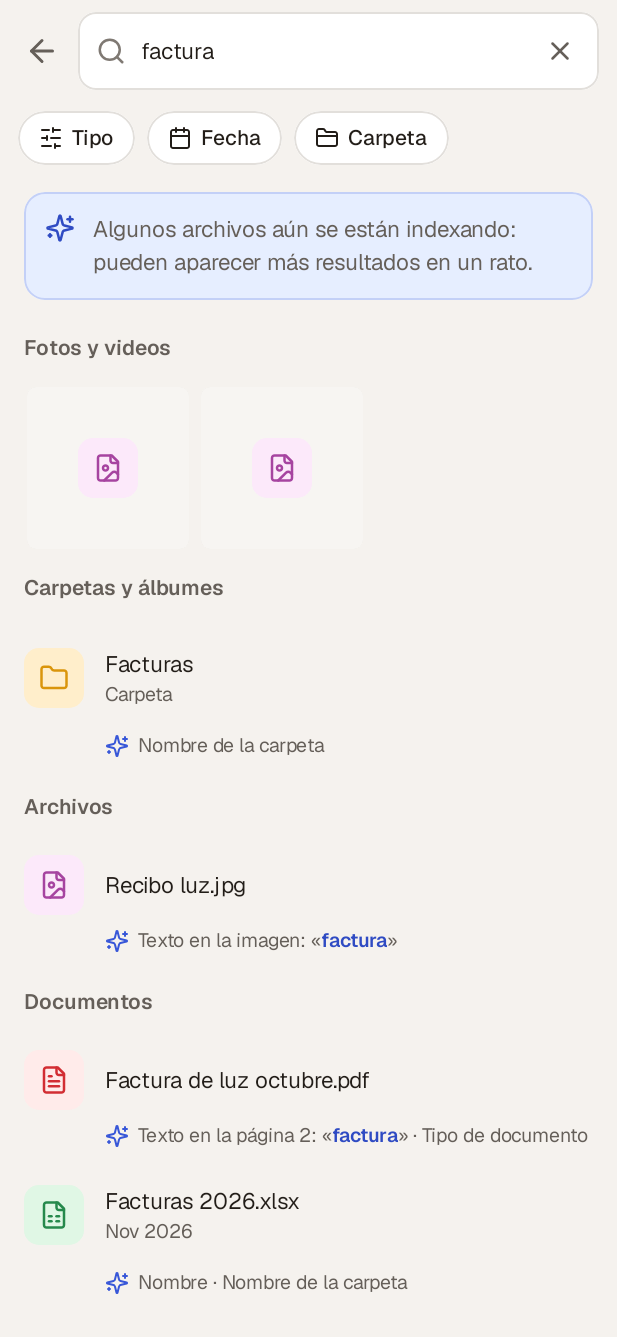 factura
Tipo
Fecha
Carpeta
Algunos archivos aún se están indexando:
pueden aparecer más resultados en un rato.
Fotos y videos
Carpetas y álbumes
Facturas
Carpeta
Nombre de la carpeta
Archivos
Recibo luz.jpg
Texto en la imagen: «factura»
Documentos
Factura de luz octubre.pdf
Texto en la página 2: «factura» · Tipo de documento
Facturas 2026.xlsx
Nov 2026
Nombre · Nombre de la carpeta